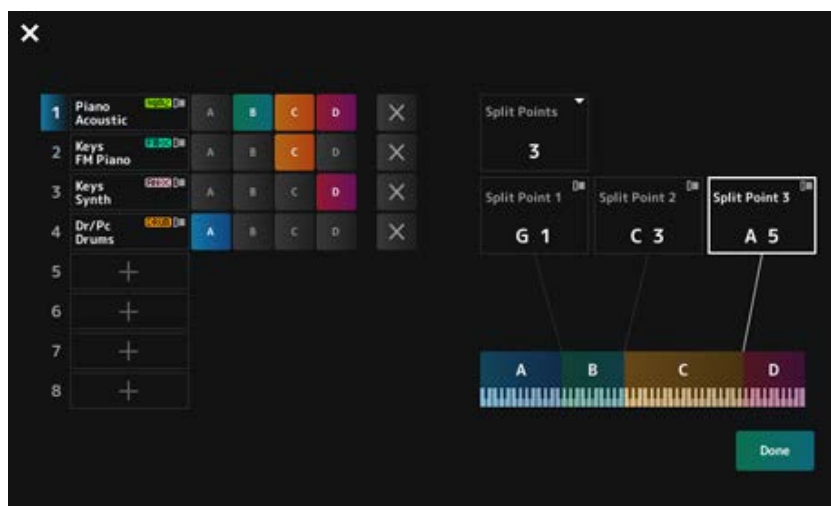 1 Piano Acoustic A B C D
2 Keys FM Piano A B C D
3 Keys Synth A B C D
4 Dr/Pc Drums A B C D
5
6
7
8
Split Points
3
Split Point 1 Split Point 2 Split Point 3
G 1 C 3 A 5
A B C D
Done